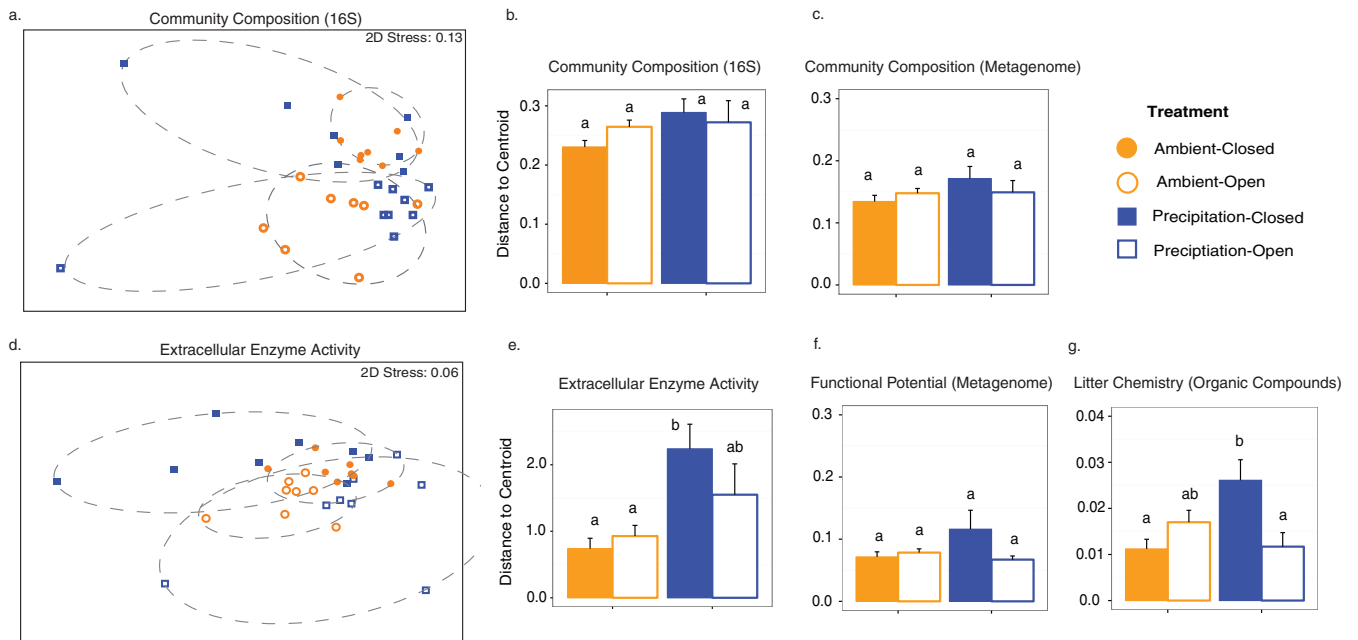 a.
Community Composition (16S)
2D Stress: 0.13
b.
Community Composition (16S)
Distance to Centroid
0.3
0.2
0.1
0.0
a
a
a
a
c.
Community Composition (Metagenome)
0.3
0.2
0.1
0.0
a
a
a
a
Treatment
Ambient-Closed
Ambient-Open
Precipitation-Closed
Preciptiation-Open
d.
Extracellular Enzyme Activity
2D Stress: 0.06
e.
Extracellular Enzyme Activity
Distance to Centroid
2.0
1.0
0.0
a
a
b
ab
f.
Functional Potential (Metagenome)
0.3
0.2
0.1
0.0
a
a
a
a
g.
Litter Chemistry (Organic Compounds)
0.04
0.03
0.02
0.01
0.00
a
ab
b
a